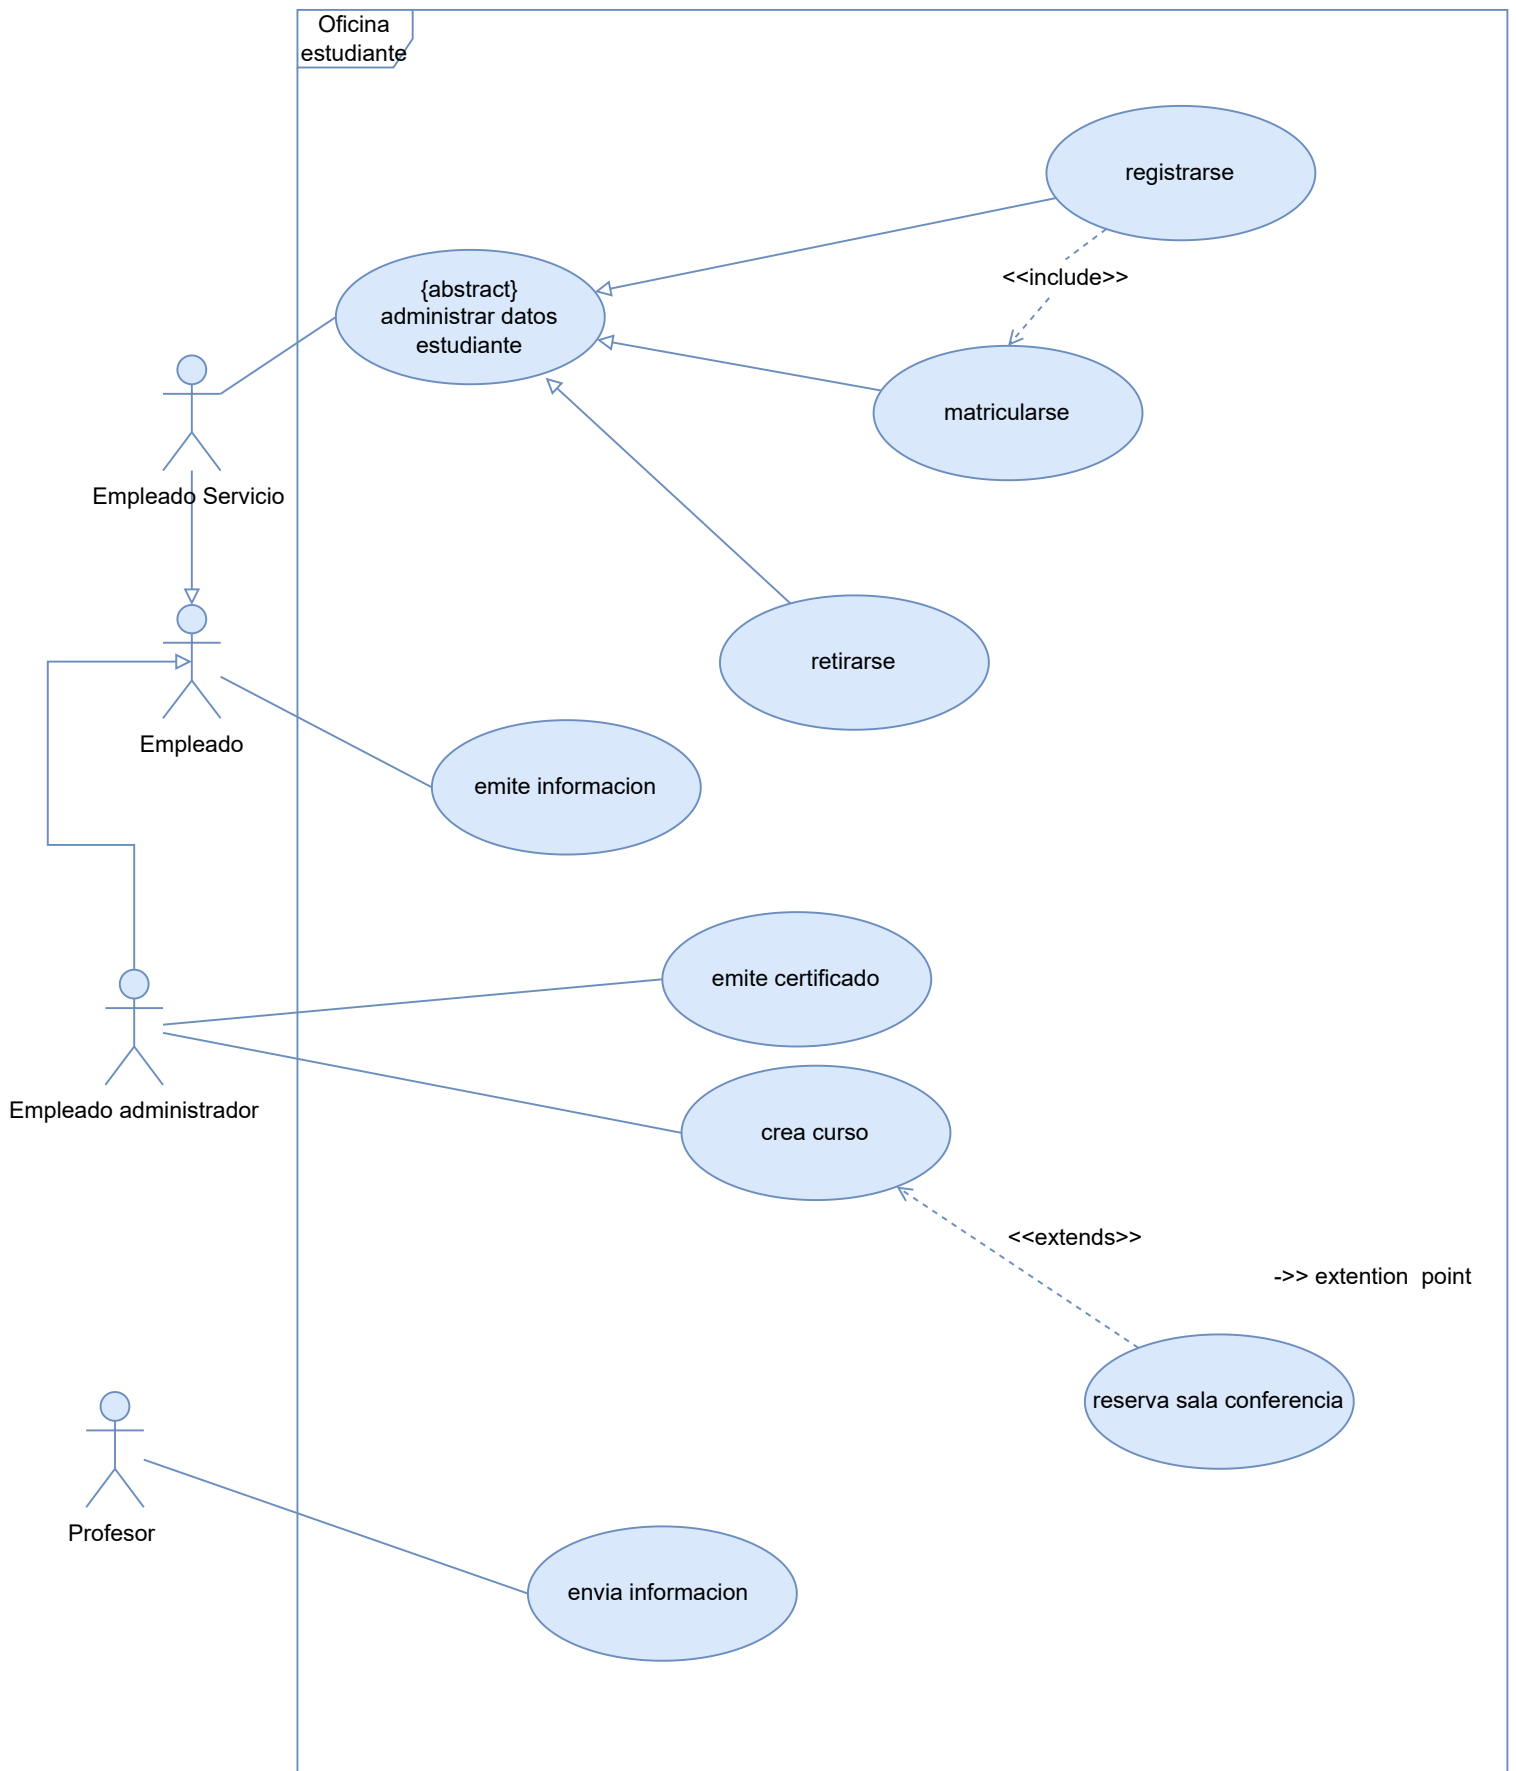 Oficina
estudiante
registrarse
<<include>>
{abstract}
administrar datos
estudiante
matricularse
Empleado Servicio
retirarse
Empleado
emite informacion
emite certificado
Empleado administrador
crea curso
<<extends>>
->> extention  point
reserva sala conferencia
Profesor
envia informacion